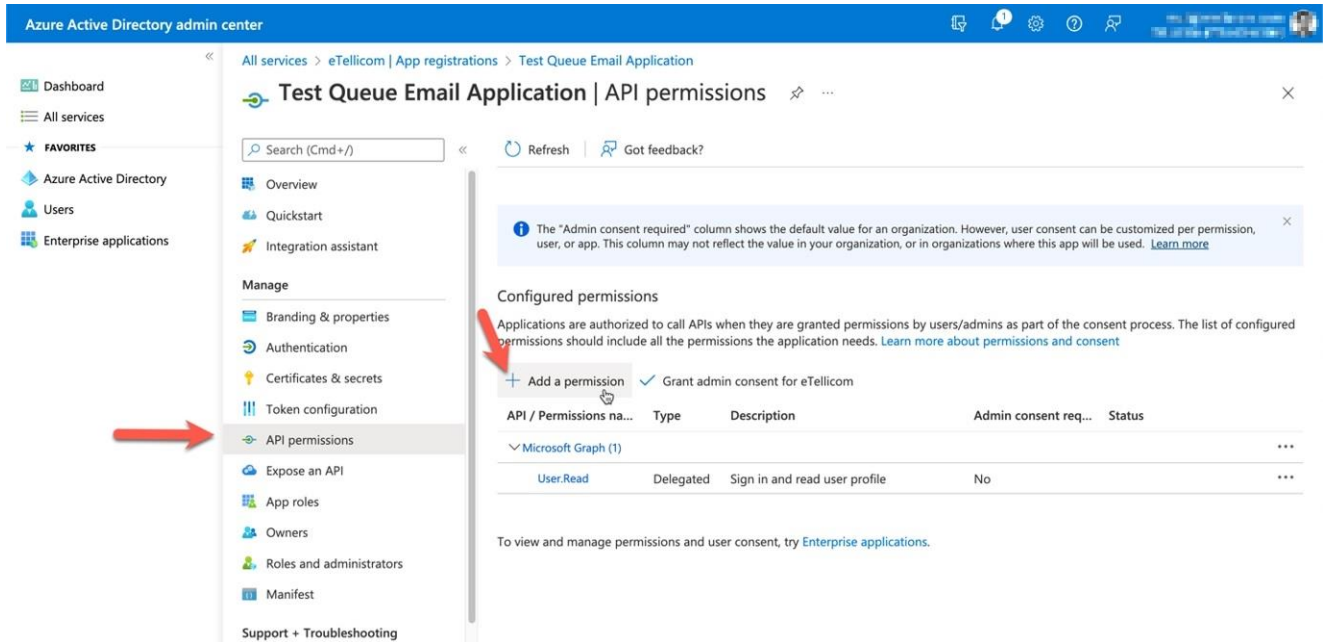 Azure Active Directory admin center
1
All services > eTellicom | App registrations > Test Queue Email Application
Test Queue Email Application | API permissions
Dashboard
All services
FAVORITES
Azure Active Directory
Users
Enterprise applications
Search (Cmd+/)
Overview
Quickstart
Integration assistant
Manage
Branding & properties
Authentication
Certificates & secrets
Token configuration
API permissions
Expose an API
App roles
Owners
Roles and administrators
Manifest
Support + Troubleshooting
Refresh | Got feedback?
The "Admin consent required" column shows the default value for an organization. However, user consent can be customized per permission,
user, or app. This column may not reflect the value in your organization, or in organizations where this app will be used. Learn more
Configured permissions
Applications are authorized to call APIs when they are granted permissions by users/admins as part of the consent process. The list of configured
permissions should include all the permissions the application needs. Learn more about permissions and consent
Add a permission Grant admin consent for eTellicom
API / Permissions na... Type Description Admin consent req... Status
Microsoft Graph (1)
User.Read Delegated Sign in and read user profile No
To view and manage permissions and user consent, try Enterprise applications.